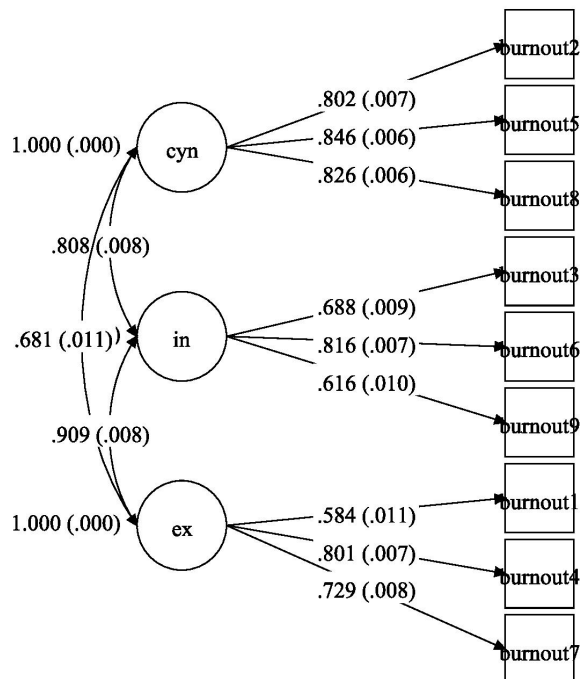 burnout2
.802 (.007)
burnout5
1.000 (.000)
cyn
.846 (.006)
.826 (.006)
burnout8
.808 (.008)
burnout3
.688 (.009)
.681 (.011)
)
in
.816 (.007)
burnout6
.616 (.010)
burnout9
.909 (.008)
burnout1
.584 (.011)
1.000 (.000)
ex
.801 (.007)
burnout4
.729 (.008)
burnout7